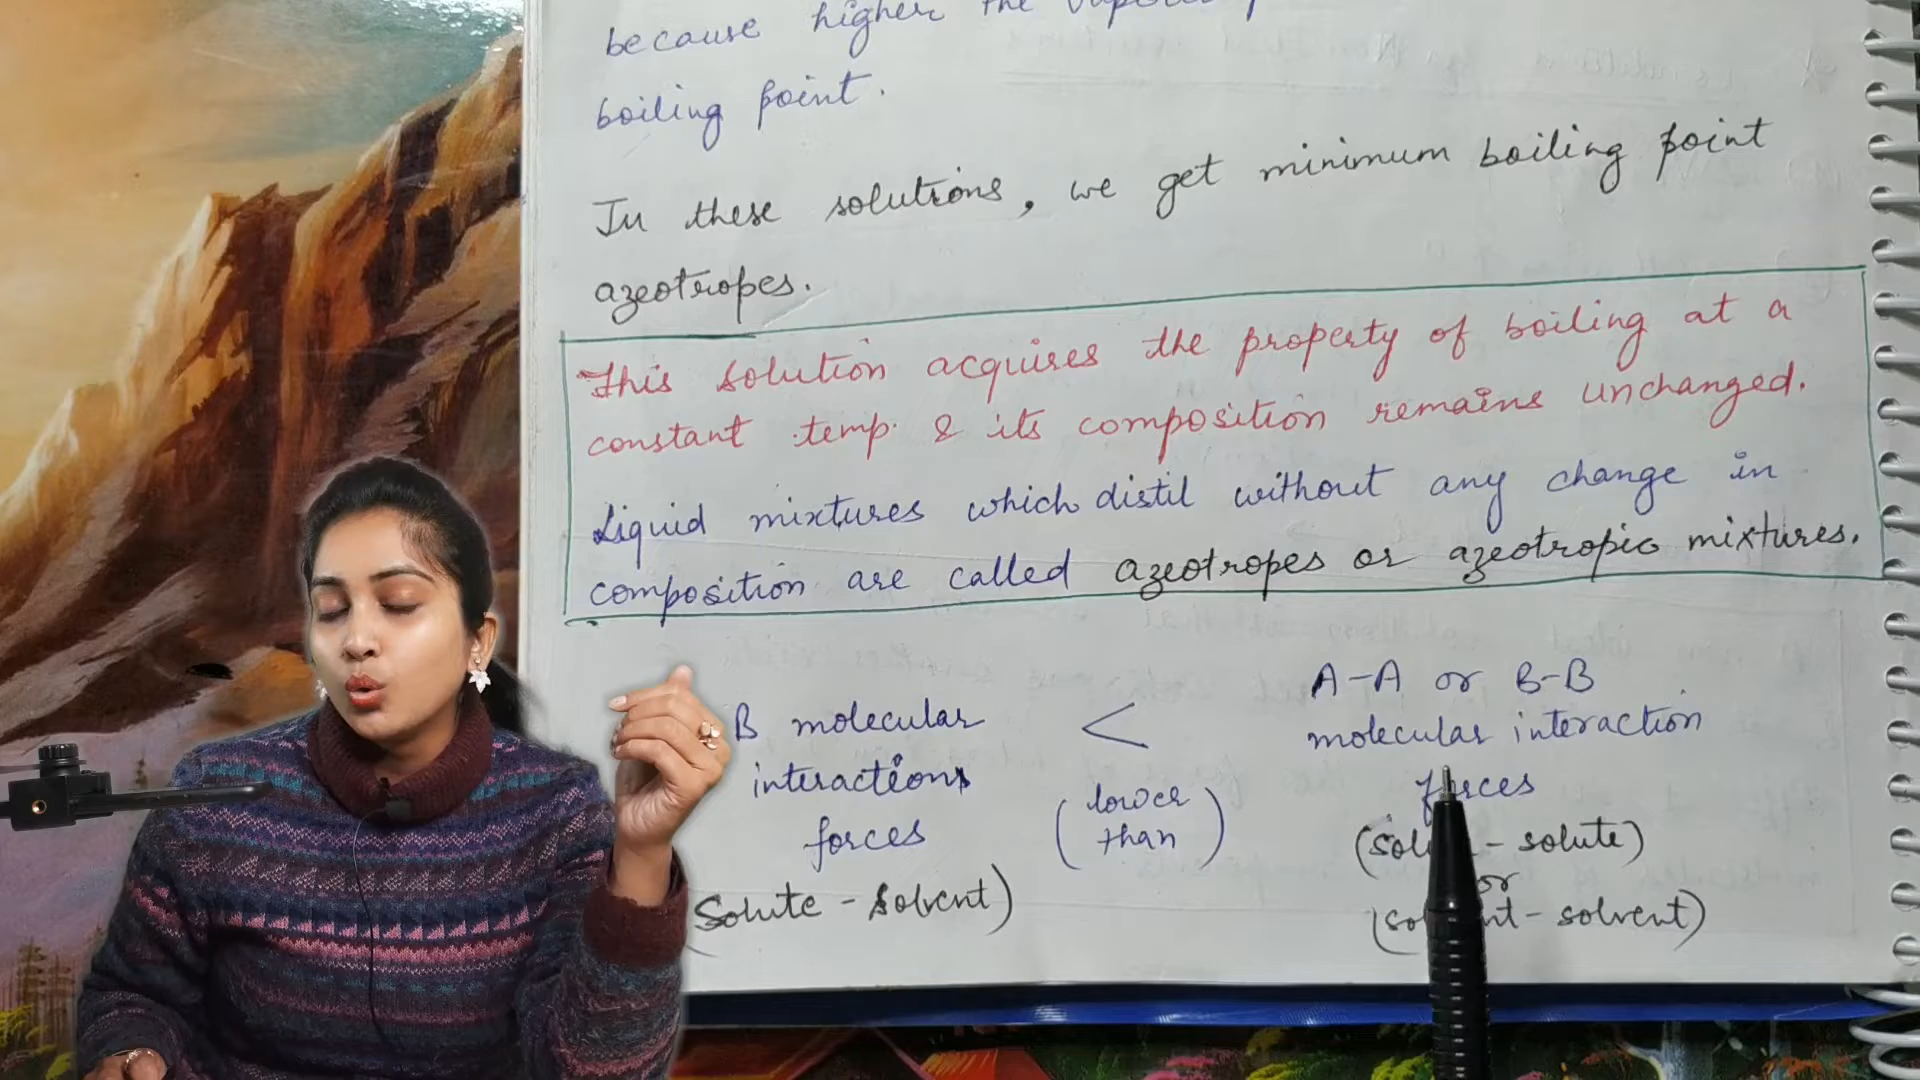 because higher the
boiling point.
In these solutions, we get minimum boiling point
azeotropes.
This solution acquires the property of boiling at a
constant temp. & its composition remains unchanged.
Liquid mixtures which distil without any change in
composition are called azeotropes or azeotropic mixtures.
B molecular
interactions
forces
(Solute - Solvent)
<
(lower
than)
A-A or B-B
molecular interaction
forces
- solute)
or
- solvent)